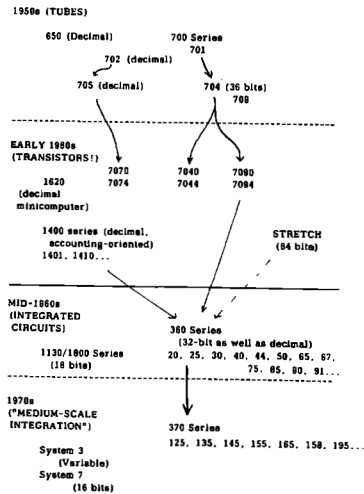 1950s (TUBES)
650 (Decimal)
700 Series
701
702 (decimal)
705 (decimal)
704 (36 bits)
709
EARLY 1960s
(TRANSISTORS!)
7070
7074
7040
7044
7090
7094
1620
(decimal
minicomputer)
1400 series (decimal,
accounting-oriented)
1401, 1410...
STRETCH
(64 bits)
MID-1960s
(INTEGRATED
CIRCUITS)
360 Series
(32-bit as well as decimal)
20, 25, 30, 40, 44, 50, 65, 67,
75, 85, 90, 91...
1130/1800 Series
(16 bits)
1970s
("MEDIUM-SCALE
INTEGRATION")
370 Series
125, 135, 145, 155, 165, 158, 195...
System 3
(Variable)
System 7
(16 bits)